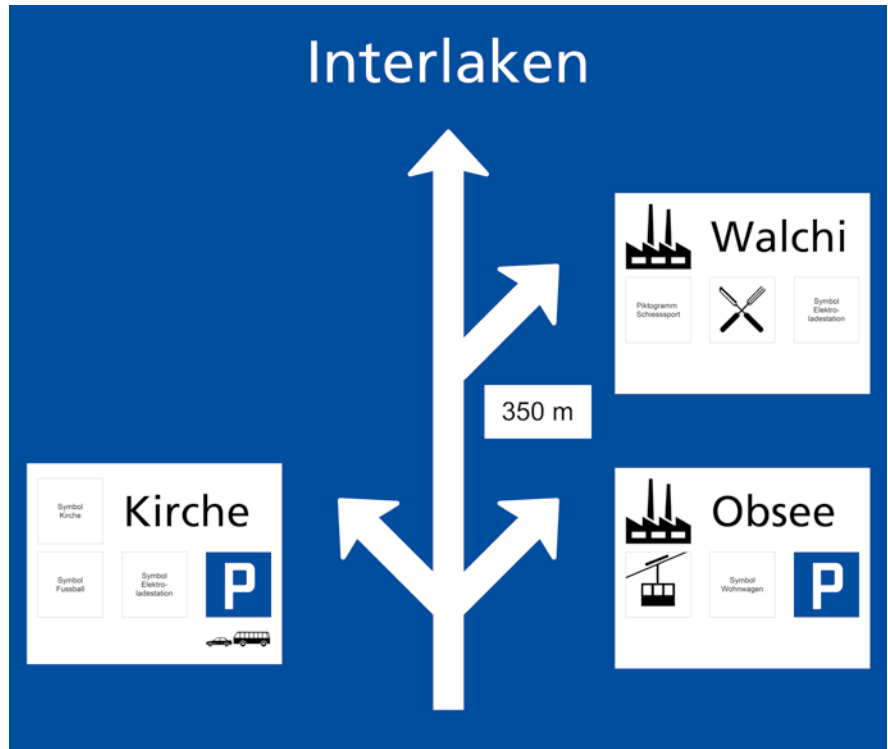 Interlaken
Walchi
Piktogramm
Schiesssport
Symbol
Elektro-
ladestation
350 m
Symbol
Kirche
Kirche
Symbol
Fussball
Symbol
Elektro-
ladestation
P
Obsee
Symbol
Wohnwagen
P